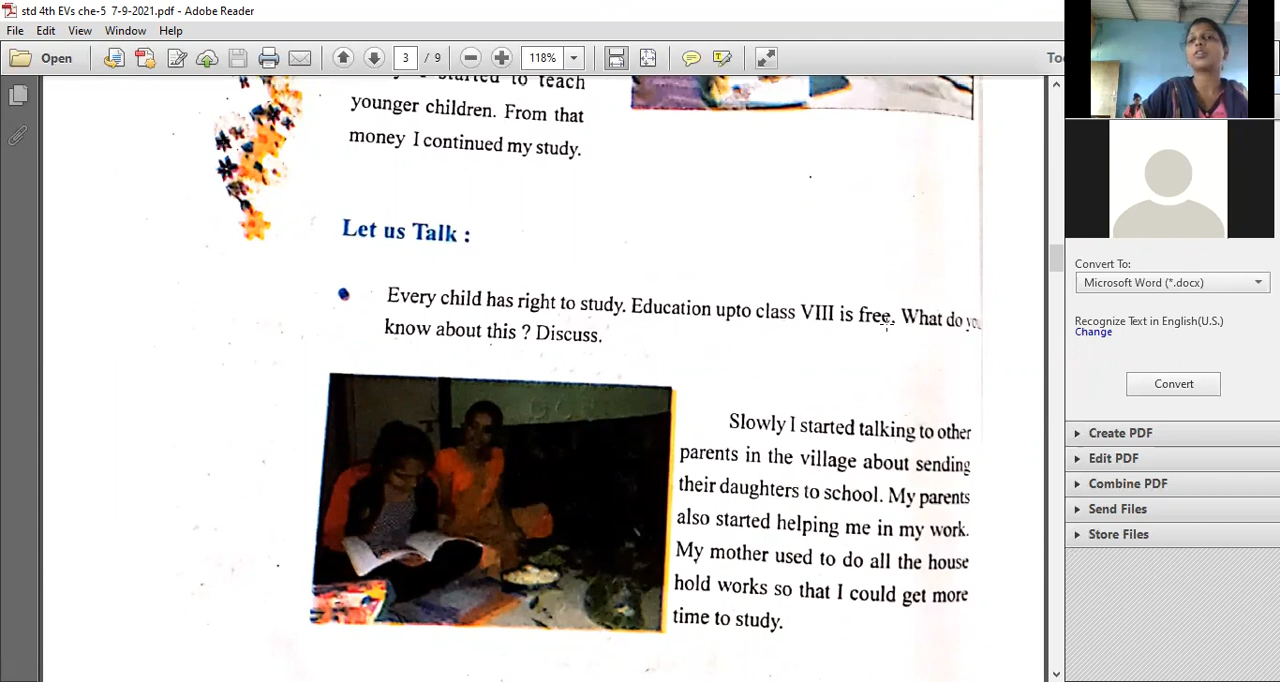 std 4th EVs che-5 7-9-2021.pdf - Adobe Reader
File Edit View Window Help
Open 3 / 9 118%
started to teach
younger children. From that
money I continued my study.
Let us Talk :
Every child has right to study. Education upto class VIII is free. What do
know about this ? Discuss.
Slowly I started talking to other
parents in the village about sending
their daughters to school. My parents
also started helping me in my work.
My mother used to do all the house
hold works so that I could get more
time to study.
Convert To:
Microsoft Word (*.docx)
Recognize Text in English(U.S.)
Change
Convert
Create PDF
Edit PDF
Combine PDF
Send Files
Store Files